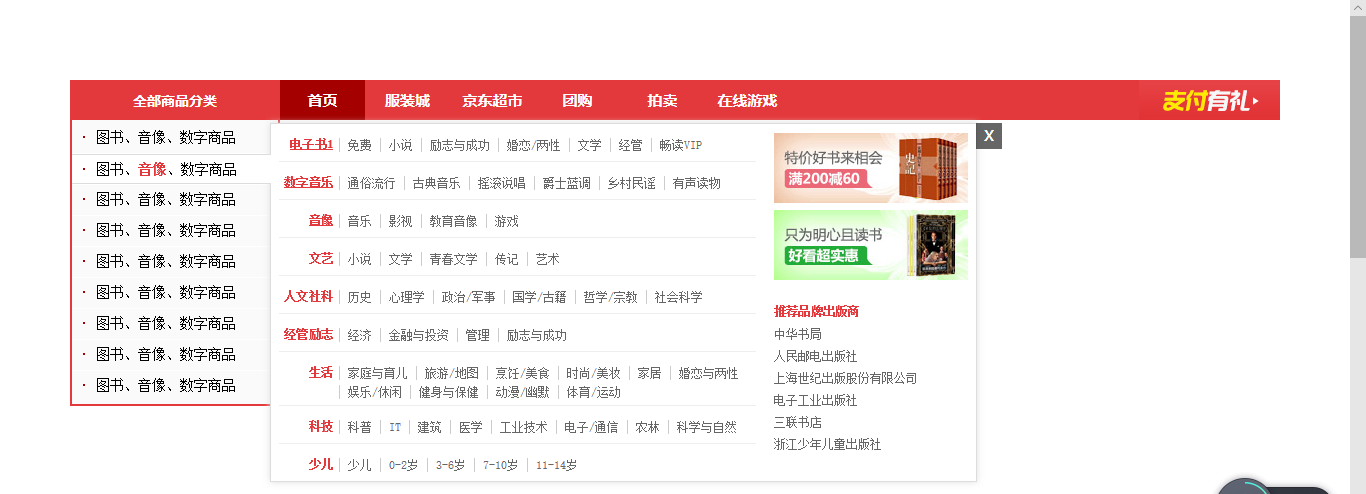 全部商品分类 首页 服装城 京东超市 团购 拍卖 在线游戏 支付有礼
· 图书、音像、数字商品
· 图书、音像、数字商品
· 图书、音像、数字商品
· 图书、音像、数字商品
· 图书、音像、数字商品
· 图书、音像、数字商品
· 图书、音像、数字商品
· 图书、音像、数字商品
· 图书、音像、数字商品
电子书1 免费 小说 励志与成功 婚恋/两性 文学 经管 畅读VIP
数字音乐 通俗流行 古典音乐 摇滚说唱 爵士蓝调 乡村民谣 有声读物
音像 音乐 影视 教育音像 游戏
文艺 小说 文学 青春文学 传记 艺术
人文社科 历史 心理学 政治/军事 国学/古籍 哲学/宗教 社会科学
经管励志 经济 金融与投资 管理 励志与成功
生活 家庭与育儿 旅游/地图 烹饪/美食 时尚/美妆 家居 婚恋与两性
娱乐/休闲 健身与保健 动漫/幽默 体育/运动
科技 科普 IT 建筑 医学 工业技术 电子/通信 农林 科学与自然
少儿 少儿 0-2岁 3-6岁 7-10岁 11-14岁
X
特价好书来相会
满200减60
史记
只为明心且读书
好看超实惠
推荐品牌出版商
中华书局
人民邮电出版社
上海世纪出版股份有限公司
电子工业出版社
三联书店
浙江少年儿童出版社